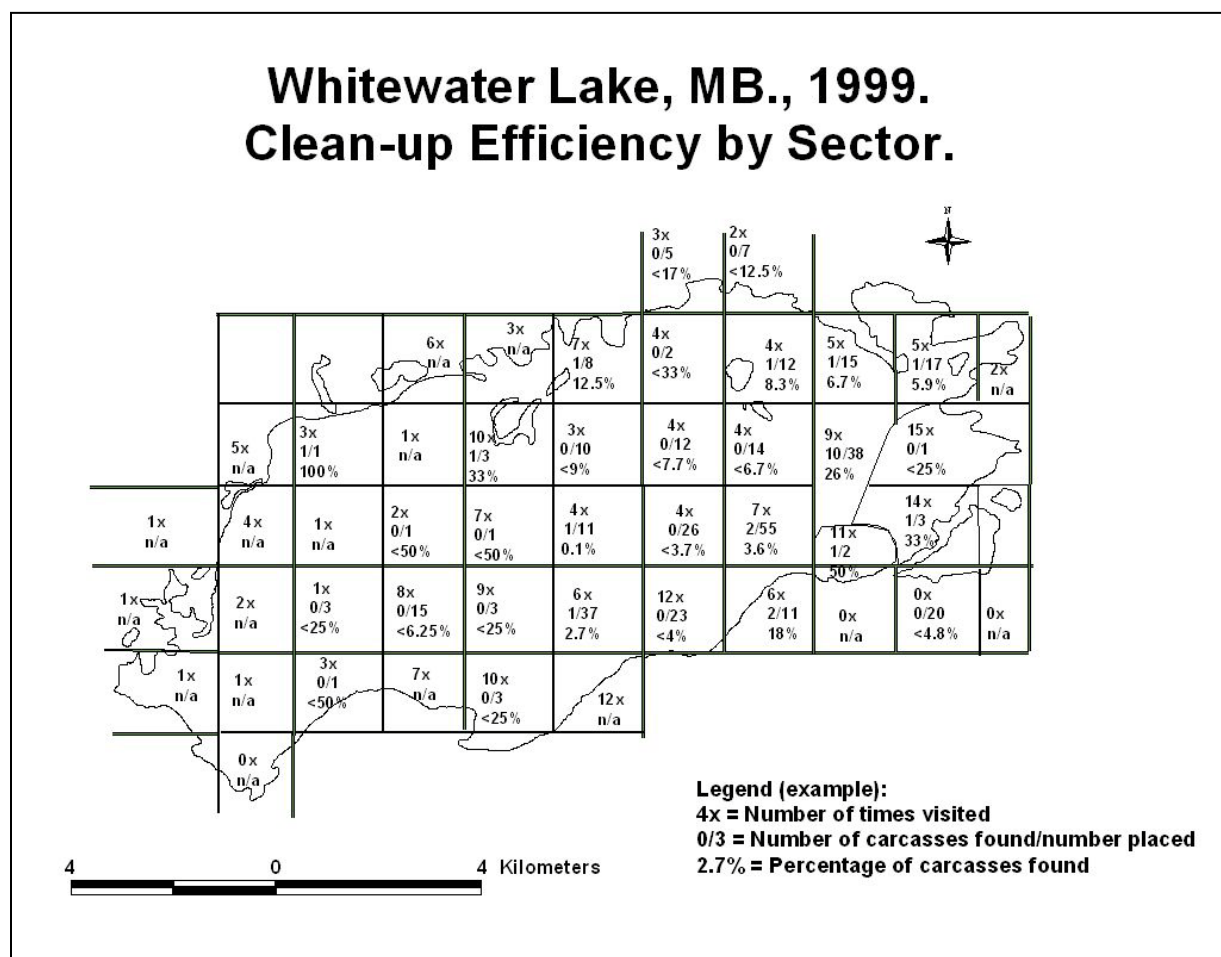 Whitewater Lake, MB., 1999.
Clean-up Efficiency by Sector.
N
3x
0/5
<17%
2x
0/7
<12.5%
6x
n/a
3x
n/a
7x
1/8
12.5%
4x
0/2
<33%
4x
1/12
8.3%
5x
1/15
6.7%
5x
1/17
5.9%
2x
n/a
5x
n/a
3x
1/1
100%
1x
n/a
10x
1/3
33%
3x
0/10
<9%
4x
0/12
<7.7%
4x
0/14
<6.7%
9x
10/38
26%
15x
0/1
<25%
1x
n/a
4x
n/a
1x
n/a
2x
0/1
<50%
7x
0/1
<50%
4x
1/11
0.1%
4x
0/26
<3.7%
7x
2/55
3.6%
11x
1/2
50%
14x
1/3
33%
1x
n/a
2x
n/a
1x
0/3
<25%
8x
0/15
<6.25%
9x
0/3
<25%
6x
1/37
2.7%
12x
0/23
<4%
6x
2/11
18%
0x
n/a
0x
0/20
<4.8%
0x
n/a
1x
n/a
1x
n/a
3x
0/1
<50%
7x
n/a
10x
0/3
<25%
12x
n/a
0x
n/a
Legend (example):
4x = Number of times visited
0/3 = Number of carcasses found/number placed
2.7% = Percentage of carcasses found
4 0 4 Kilometers